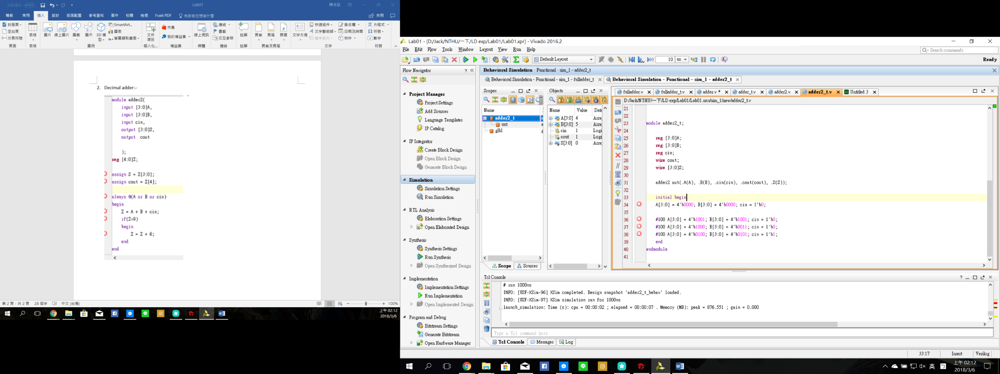 Lab01
陳兆廷
檔案 常用 插入 設計 版面配置 參考資料 郵件 校閱 檢視 Foxit PDF 告訴我您想做什麼 共用
封面頁
空白頁
分頁符號
頁面
表格
表格
圖片 線上圖片 圖案 圖示 3D 模型
SmartArt...
圖表
螢幕擷取畫面
圖例
文件項目
個人化...
市集
我的增益集
增益集
線上視訊
媒體
連結
書籤
交互參照
連結
註解
註解
頁首 頁尾 頁碼
頁首及頁尾
文字方塊
快速組件
文字藝術師
首字放大
簽名欄
日期及時間
物件
文字
方程式
符號
數字
符號
2. Decimal adder:
module adder2(
input [3:0]A,
input [3:0]B,
input cin,
output [3:0]S,
output cout
);
reg [4:0]Z;
assign S = Z[3:0];
assign cout = Z[4];
always @(A or B or cin)
begin
Z = A + B + cin;
if(Z>9)
begin
Z = Z + 6;
end
end
第 2 頁，共 2 頁 28 個字 中文 (台灣) 100%
上午 02:12
2018/3/6
Lab01 - [D:/Jack/NTHU/一下/LD exp/Lab01/Lab01.xpr] - Vivado 2016.2
File Edit Flow Tools Window Layout View Run Help
Search commands
Default Layout 10 us Ready
Flow Navigator
Project Manager
Project Settings
Add Sources
Language Templates
IP Catalog
IP Integrator
Create Block Design
Open Block Design
Generate Block Design
Simulation
Simulation Settings
Run Simulation
RTL Analysis
Elaboration Settings
Open Elaborated Design
Synthesis
Synthesis Settings
Run Synthesis
Open Synthesized Design
Implementation
Implementation Settings
Run Implementation
Open Implemented Design
Program and Debug
Bitstream Settings
Generate Bitstream
Open Hardware Manager
Behavioral Simulation - Functional - sim_1 - adder2_t
Behavioral Simulation - Functional - sim_1 - fulladder_t Behavioral Simulation - Functional - sim_1 - adder2_t
Scopes
Name
adder2_t
uut
glbl
Scope Sources
Objects
Name Value Data
A[3:0] 4 Arra
B[3:0] 5 Arra
cin 1 Logi
cout 1 Logi
S[3:0] 0 Arra
fulladder.v fulladder_t.v adder.v * adder_t.v adder2.v adder2_t.v Untitled 3
D:/Jack/NTHU/一下/LD exp/Lab01/Lab01.srcs/sim_1/new/adder2_t.v
21
22
23 module adder2_t;
24
25 reg [3:0]A;
26 reg [3:0]B;
27 reg cin;
28 wire cout;
29 wire [3:0]S;
30
31 adder2 uut(.A(A), .B(B), .cin(cin), .cout(cout), .S(S));
32
33 initial begin
34 A[3:0] = 4'b0000; B[3:0] = 4'b0000; cin = 1'b0;
35
36 #100 A[3:0] = 4'b1001; B[3:0] = 4'b1001; cin = 1'b0;
37 #100 A[3:0] = 4'b1000; B[3:0] = 4'b0011; cin = 1'b0;
38 #100 A[3:0] = 4'b0100; B[3:0] = 4'b0101; cin = 1'b1;
39 end
40 endmodule
41
Tcl Console
# run 1000ns
INFO: [USF-XSim-96] XSim completed. Design snapshot 'adder2_t_behav' loaded.
INFO: [USF-XSim-97] XSim simulation ran for 1000ns
launch_simulation: Time (s): cpu = 00:00:02 ; elapsed = 00:00:07 . Memory (MB): peak = 876.551 ; gain = 0.000
Type a Tcl command here
Tcl Console Messages Log
33:17 Insert Verilog
英
上午 02:12
2018/3/6